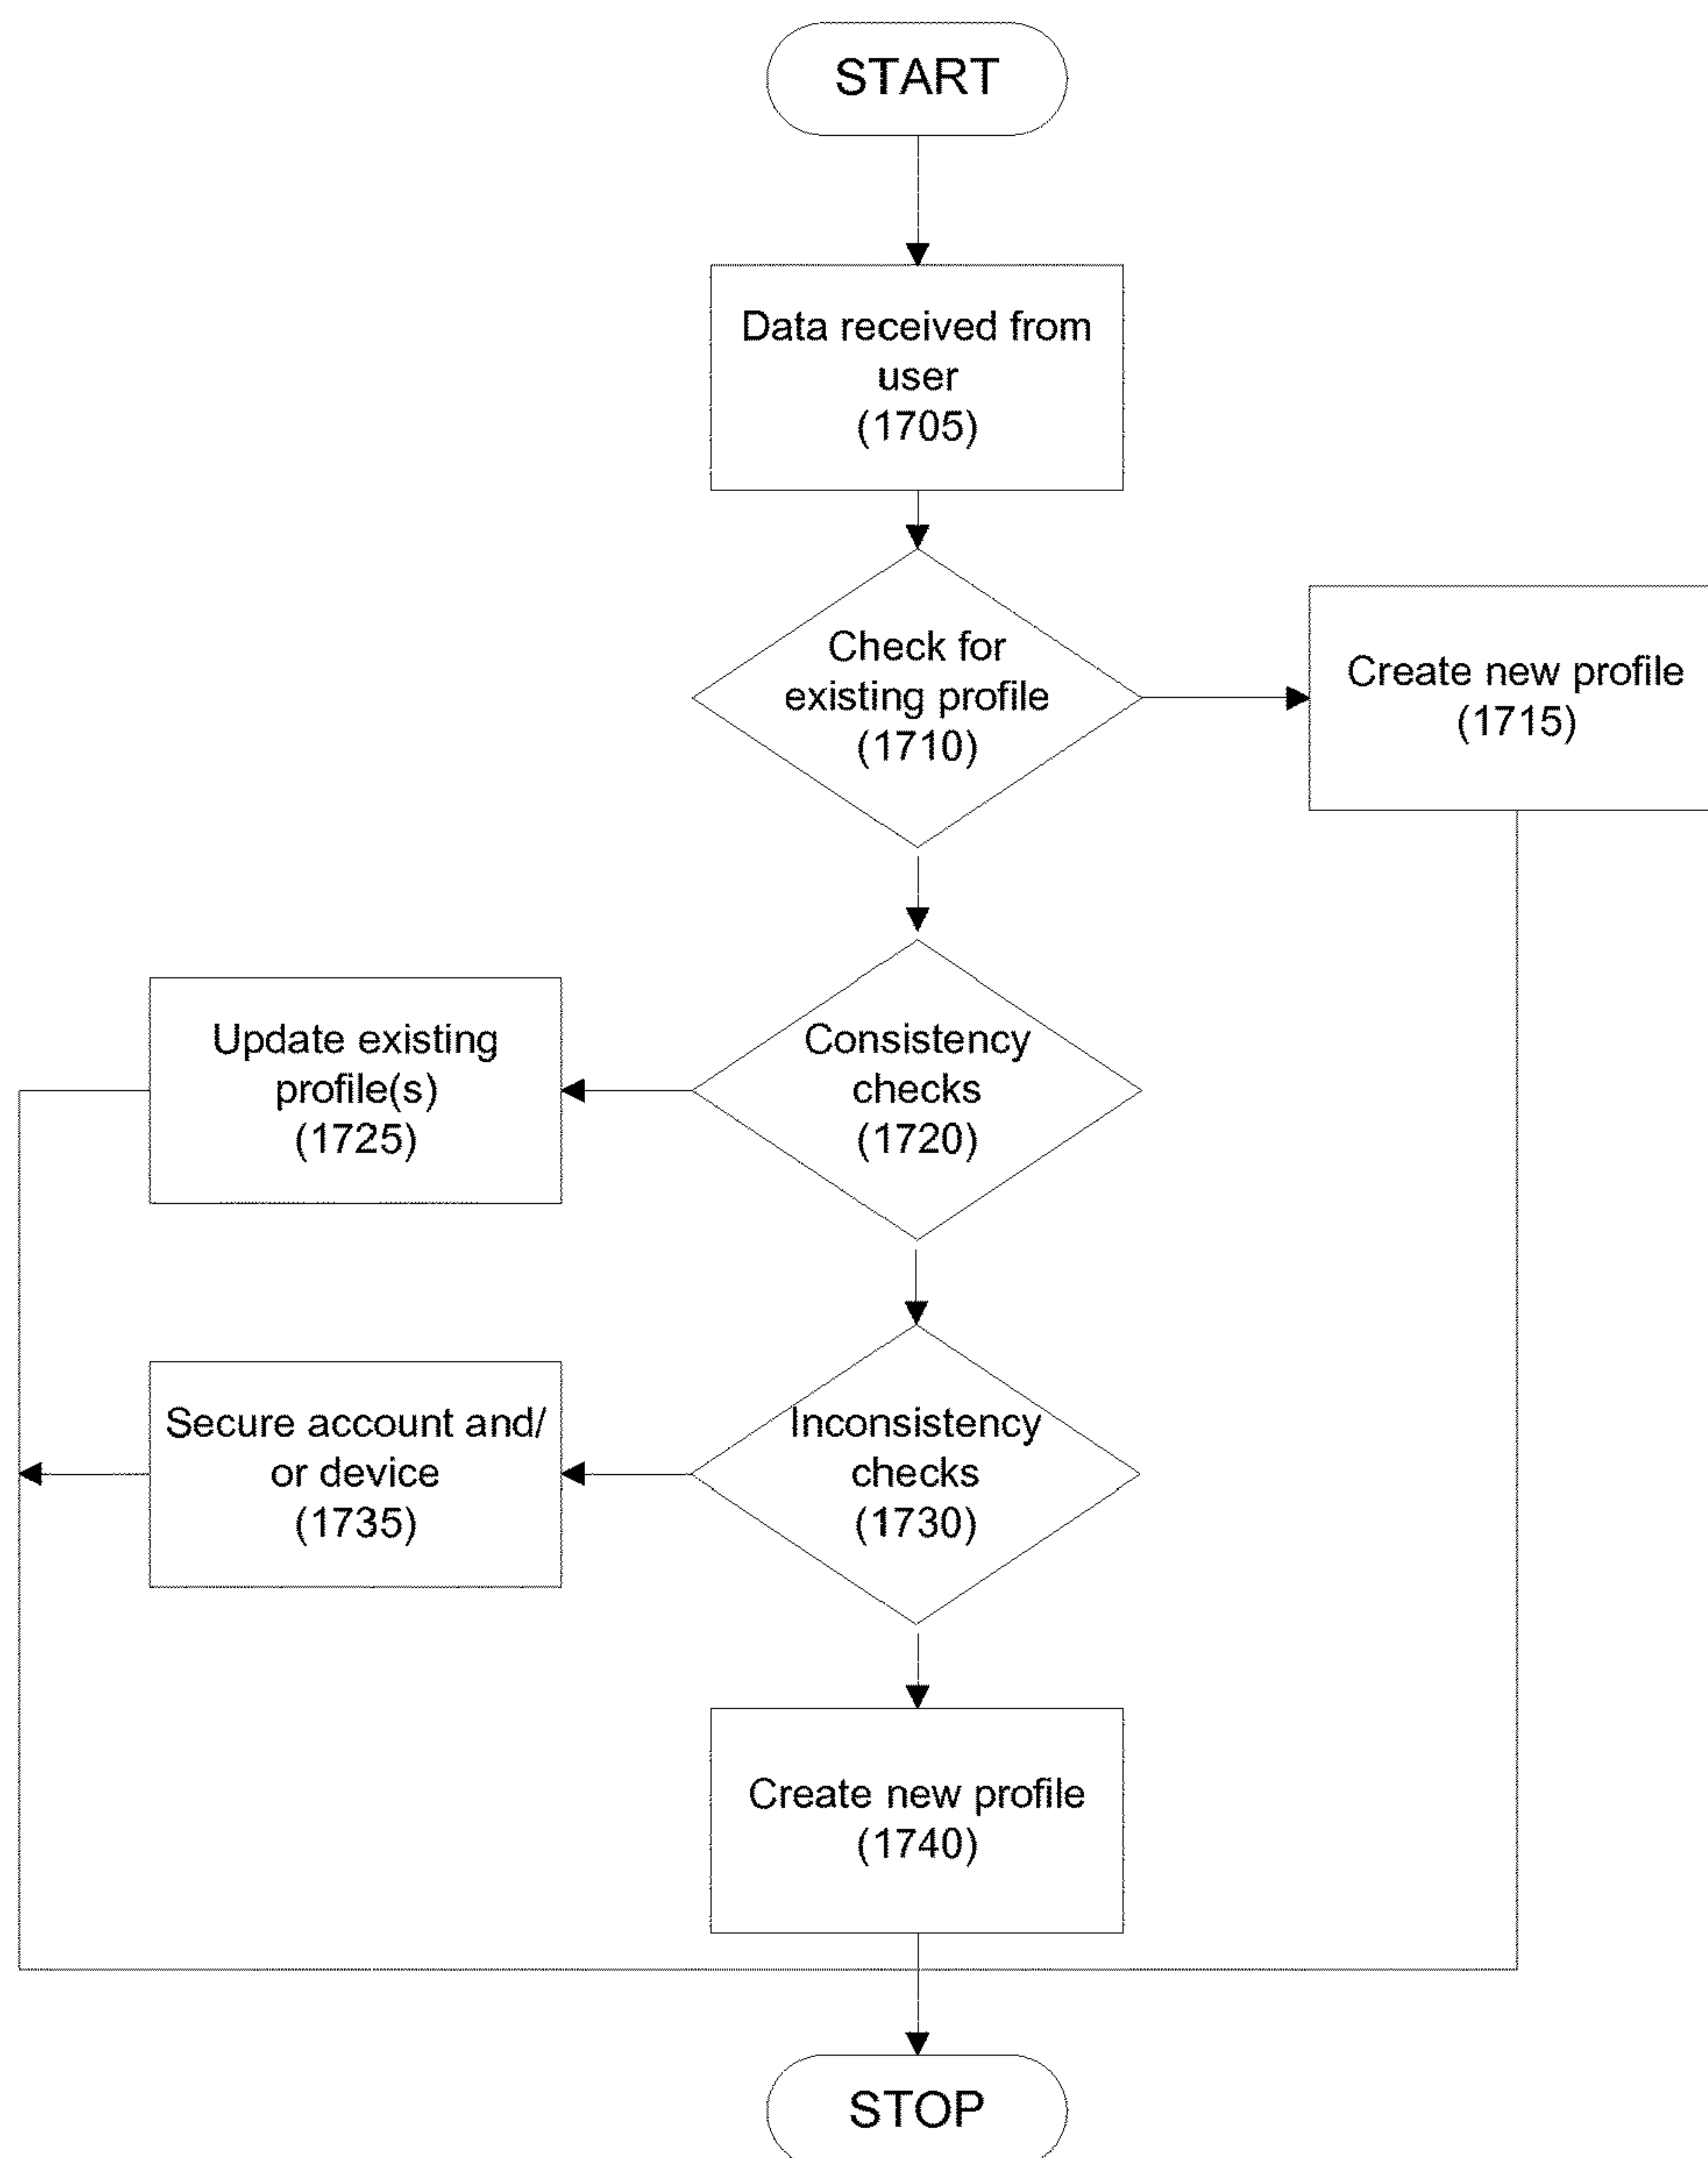 START
Data received from
user
(1705)
Check for
existing profile
(1710)
Create new profile
(1715)
Update existing
profile(s)
(1725)
Consistency
checks
(1720)
Secure account and/
or device
(1735)
Inconsistency
checks
(1730)
Create new profile
(1740)
STOP